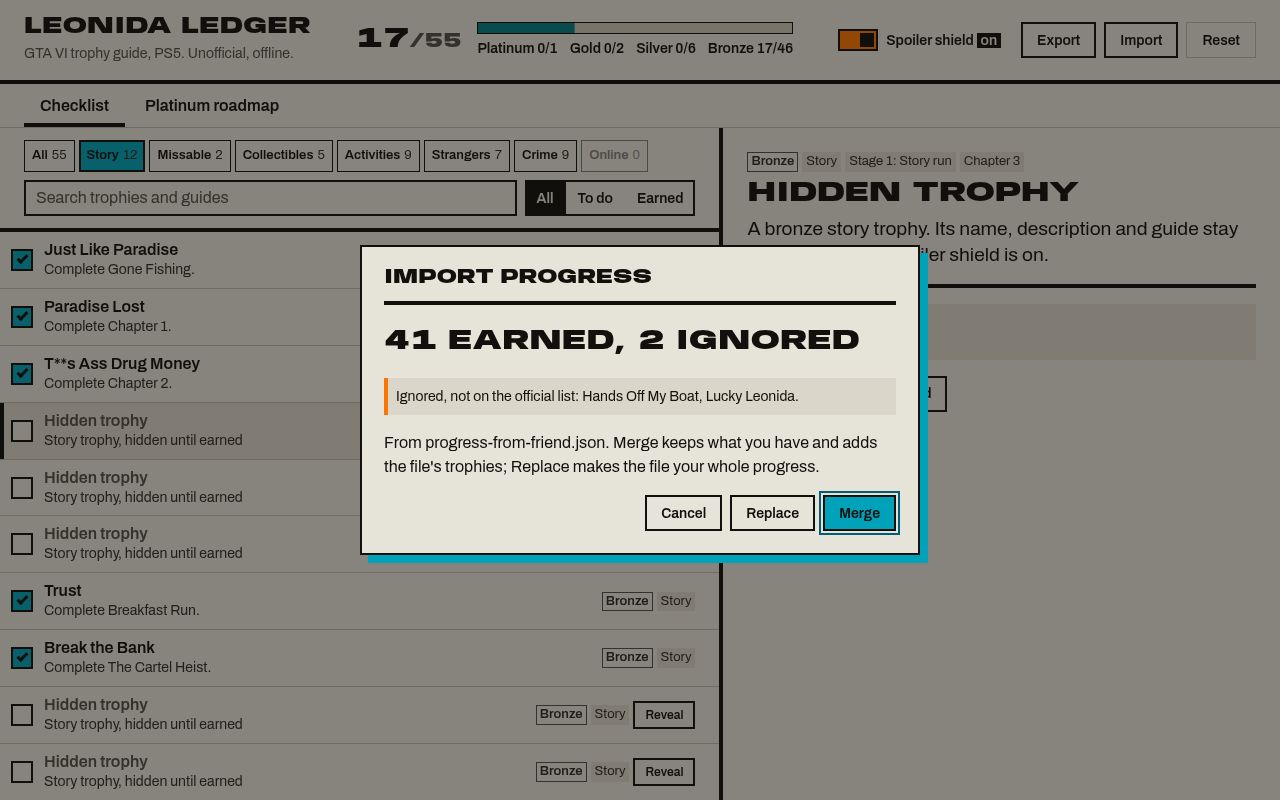 LEONIDA LEDGER
GTA VI trophy guide, PS5. Unofficial, offline.
17/55
Platinum 0/1 Gold 0/2 Silver 0/6 Bronze 17/46
Spoiler shield on
Export
Import
Reset
Checklist
Platinum roadmap
All 55
Story 12
Missable 2
Collectibles 5
Activities 9
Strangers 7
Crime 9
Online 0
Search trophies and guides
All
To do
Earned
Just Like Paradise
Complete Gone Fishing.
Paradise Lost
Complete Chapter 1.
T**s Ass Drug Money
Complete Chapter 2.
Hidden trophy
Story trophy, hidden until earned
Hidden trophy
Story trophy, hidden until earned
Hidden trophy
Story trophy, hidden until earned
Trust
Complete Breakfast Run.
Bronze Story
Break the Bank
Complete The Cartel Heist.
Bronze Story
Hidden trophy
Story trophy, hidden until earned
Bronze Story Reveal
Hidden trophy
Story trophy, hidden until earned
Bronze Story Reveal
Bronze Story Stage 1: Story run Chapter 3
HIDDEN TROPHY
A bronze story trophy. Its name, description and guide stay
shield is on.
IMPORT PROGRESS
41 EARNED, 2 IGNORED
Ignored, not on the official list: Hands Off My Boat, Lucky Leonida.
From progress-from-friend.json. Merge keeps what you have and adds
the file's trophies; Replace makes the file your whole progress.
Cancel
Replace
Merge